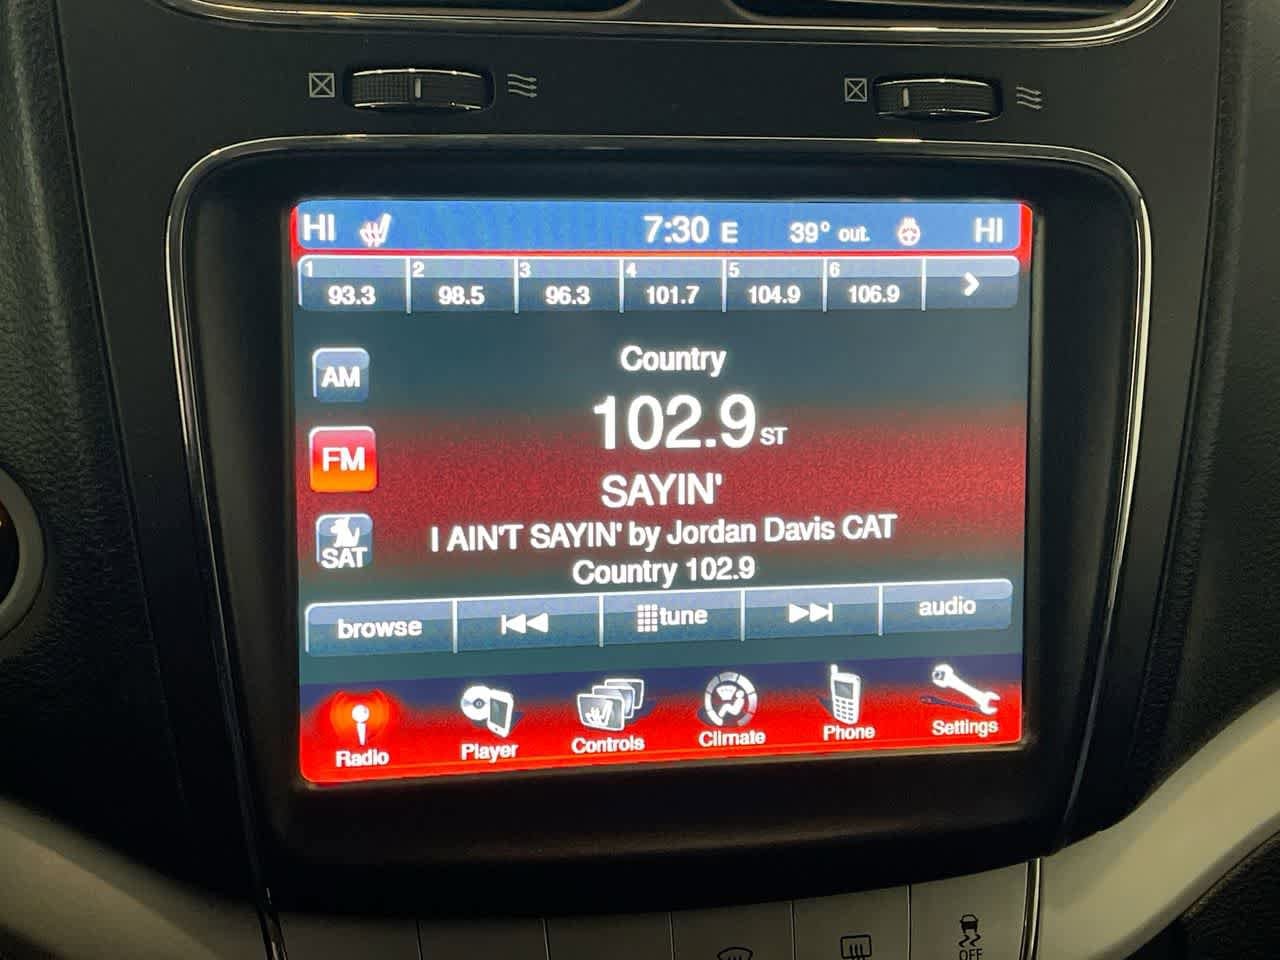 HI 7:30 E 39° out. HI
1 2 3 4 5 6
93.3 98.5 96.3 101.7 104.9 106.9
Country
AM
102.9 ST
FM
SAYIN'
I AIN'T SAYIN' by Jordan Davis CAT
SAT
Country 102.9
browse tune audio
Radio Player Controls Climate Phone Settings
OFF